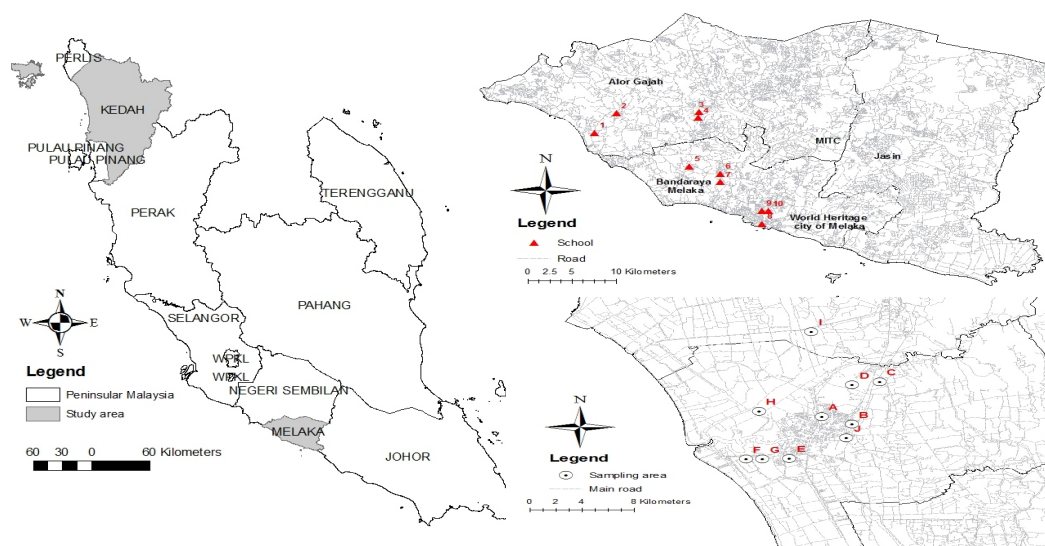 PERLIS
KEDAH
PULAU PINANG
PULAU PINANG
PERAK
TERENGGANU
PAHANG
SELANGOR
WPKL
WPKL
NEGERI SEMBILAN
MELAKA
JOHOR
N
W E
S
Legend
Peninsular Malaysia
Study area
60 30 0 60 Kilometers
Alor Gajah
1
2
3
4
5
6
7
MITC
Jasin
Bandaraya
Melaka
9 10
8
World Heritage
city of Melaka
N
Legend
School
Road
0 2.5 5 10 Kilometers
I
D
C
H
A
B
J
F
G
E
N
Legend
Sampling area
Main road
0 2 4 8 Kilometers